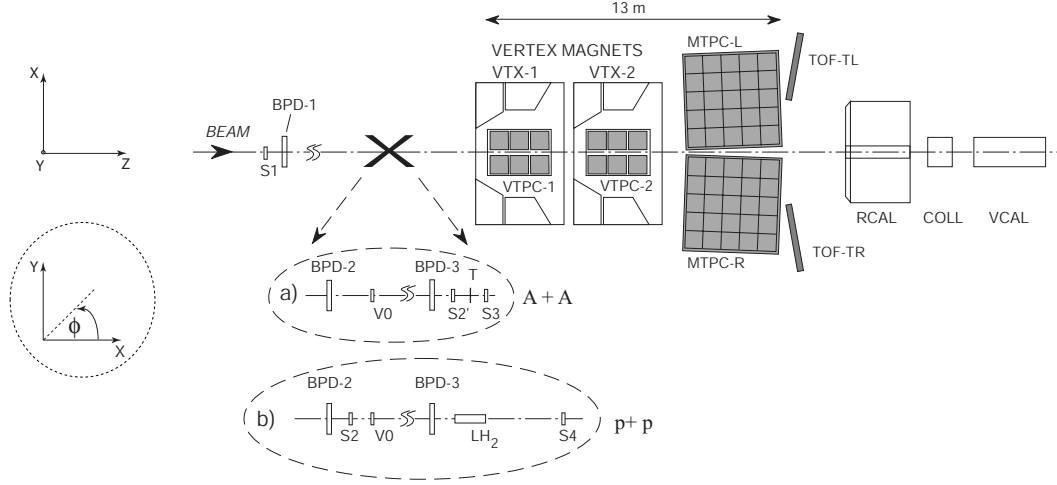 13 m
VERTEX MAGNETS
VTX-1
VTX-2
MTPC-L
TOF-TL
X
Y
Z
BEAM
BPD-1
S1
VTPC-1
VTPC-2
MTPC-R
TOF-TR
RCAL
COLL
VCAL
Y
ϕ
X
a)
BPD-2
V0
BPD-3
S2'
T
S3
A + A
b)
BPD-2
S2
V0
BPD-3
LH2
S4
p+ p